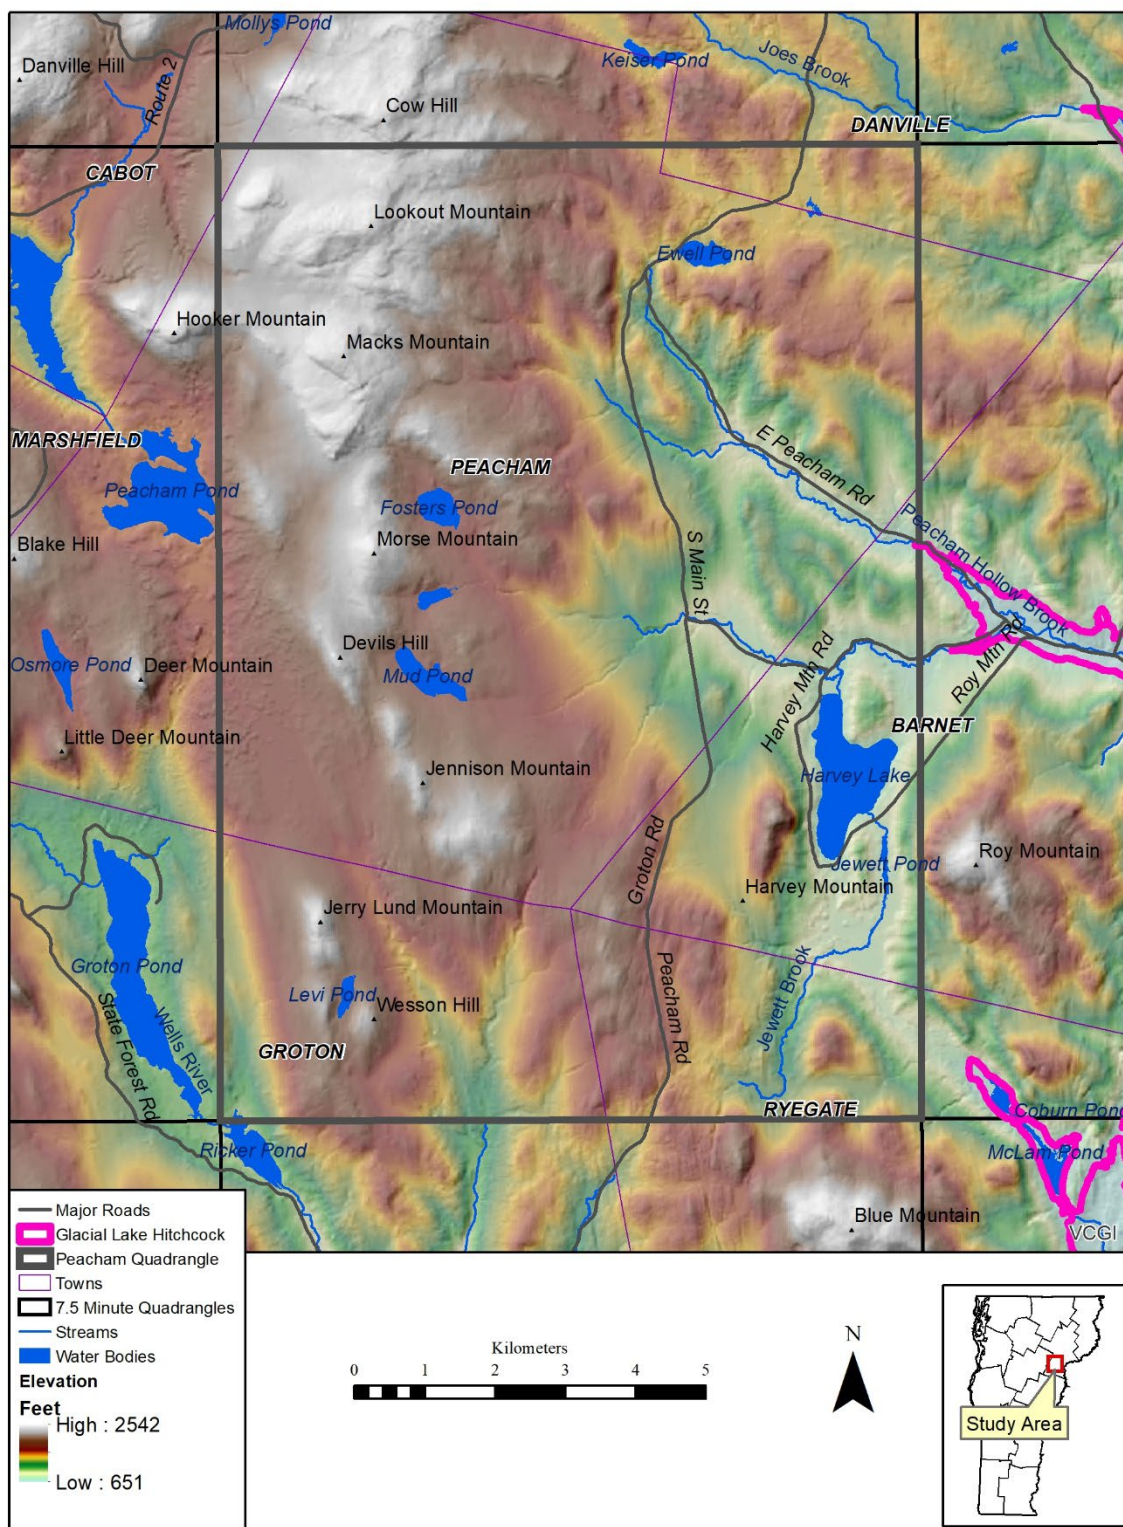 Mollys Pond
Keiser Pond
Joes Brook
Danville Hill
Route 2
Cow Hill
DANVILLE
CABOT
Lookout Mountain
Ewell Pond
Hooker Mountain
Macks Mountain
MARSHFIELD
PEACHAM
E Peacham Rd
Peacham Pond
Fosters Pond
Peacham Hollow Brook
Blake Hill
Morse Mountain
S Main St
Devils Hill
Osmore Pond
Deer Mountain
Mud Pond
Harvey Mtn Rd
Roy Mtn Rd
Little Deer Mountain
BARNET
Jennison Mountain
Harvey Lake
Groton Rd
Jewett Pond
Roy Mountain
Harvey Mountain
Jerry Lund Mountain
Groton Pond
Levi Pond
Wesson Hill
Peacham Rd
Jewett Brook
State Forest Rd
Wells River
GROTON
RYEGATE
Coburn Pond
Ricker Pond
McLam Pond
Blue Mountain
VCGI
Major Roads
Glacial Lake Hitchcock
Peacham Quadrangle
Towns
7.5 Minute Quadrangles
Streams
Water Bodies
Elevation
Feet
High : 2542
Low : 651
Kilometers
0 1 2 3 4 5
N
Study Area